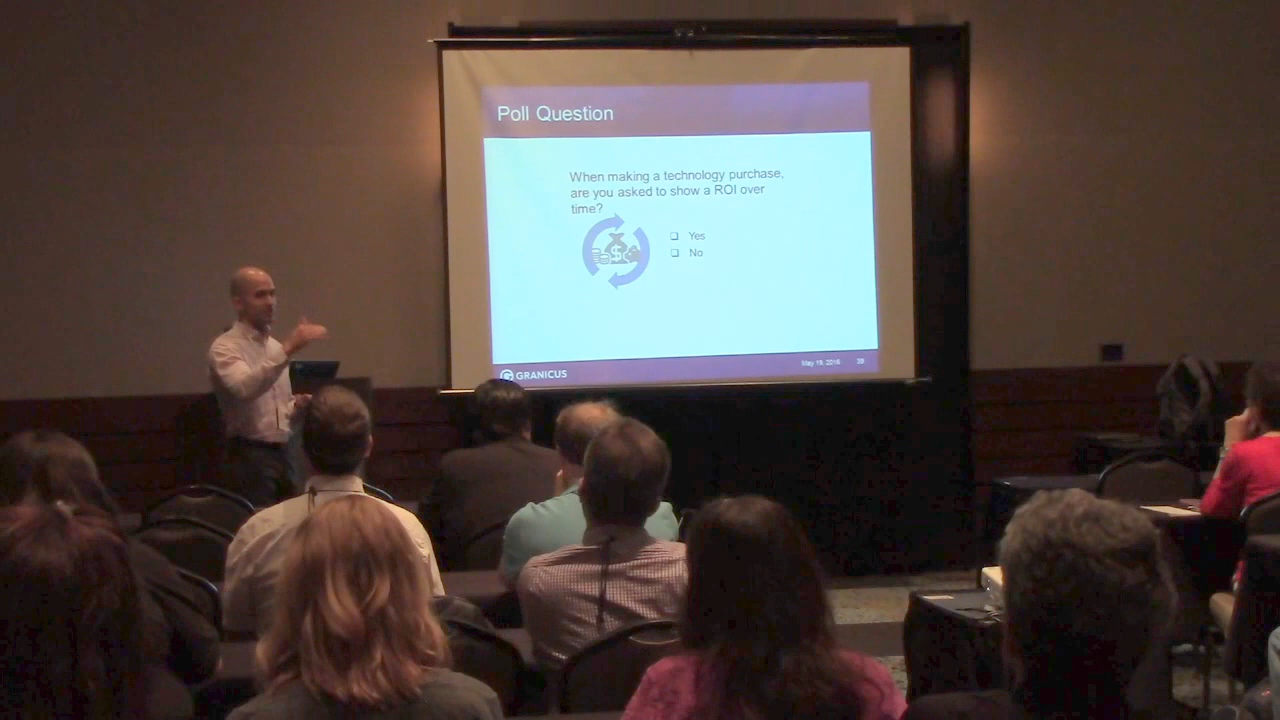 Poll Question
When making a technology purchase,
are you asked to show a ROI over
time?
❑ Yes
❑ No
$
May 19, 2016 39
GRANICUS